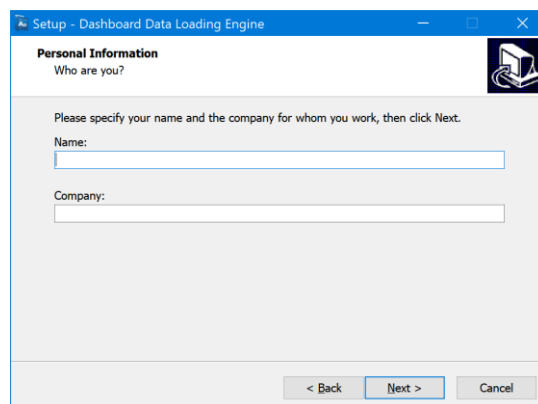 Setup - Dashboard Data Loading Engine
Personal Information
Who are you?
Please specify your name and the company for whom you work, then click Next.
Name:
Company:
< Back
Next >
Cancel